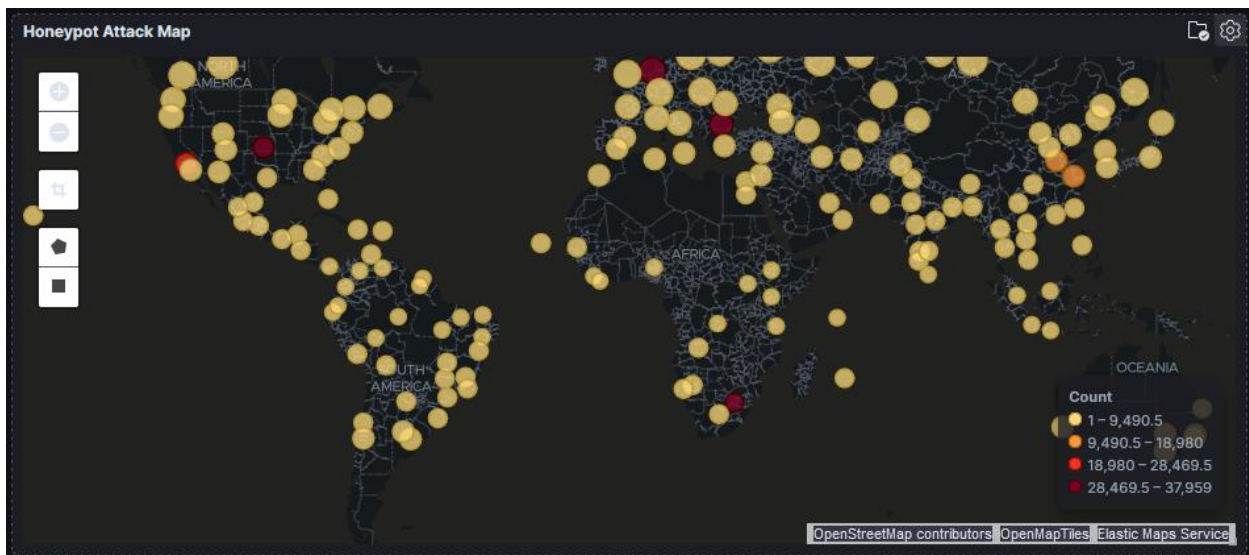 Honeypot Attack Map
NORTH
AMERICA
ASIA
AFRICA
SOUTH
AMERICA
OCEANIA
Count
1 – 9,490.5
9,490.5 – 18,980
18,980 – 28,469.5
28,469.5 – 37,959
OpenStreetMap contributors OpenMapTiles Elastic Maps Service